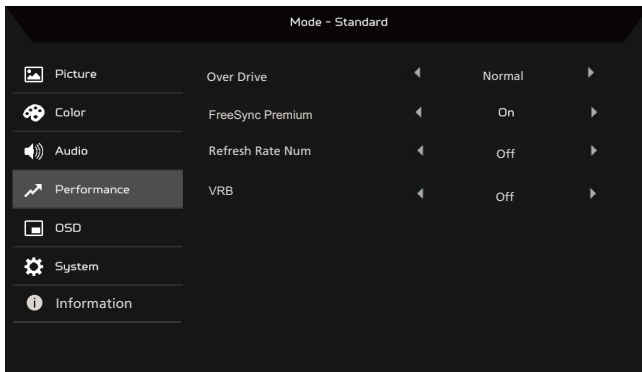 Mode - Standard
Picture
Color
Audio
Performance
OSD
System
Information
Over Drive Normal
FreeSync Premium On
Refresh Rate Num Off
VRB Off